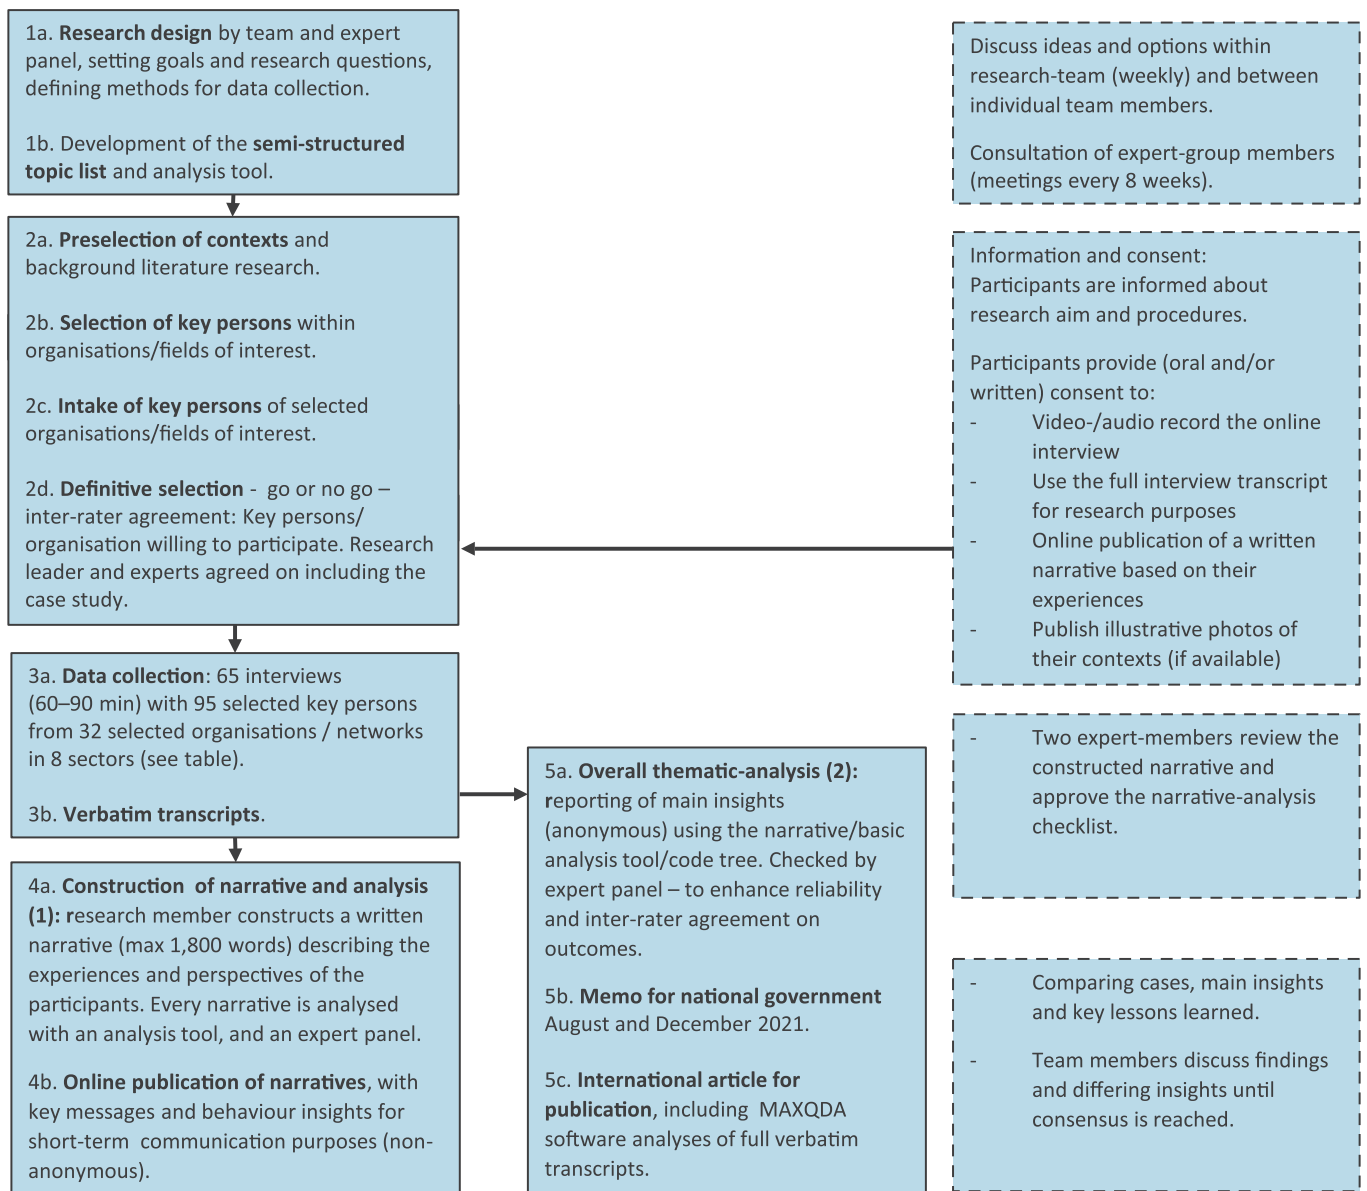 1a. Research design by team and expert
panel, setting goals and research questions,
defining methods for data collection.
1b. Development of the semi-structured
topic list and analysis tool.
2a. Preselection of contexts and
background literature research.
2b. Selection of key persons within
organisations/fields of interest.
2c. Intake of key persons of selected
organisations/fields of interest.
2d. Definitive selection - go or no go –
inter-rater agreement: Key persons/
organisation willing to participate. Research
leader and experts agreed on including the
case study.
3a. Data collection: 65 interviews
(60–90 min) with 95 selected key persons
from 32 selected organisations / networks
in 8 sectors (see table).
3b. Verbatim transcripts.
4a. Construction of narrative and analysis
(1): research member constructs a written
narrative (max 1,800 words) describing the
experiences and perspectives of the
participants. Every narrative is analysed
with an analysis tool, and an expert panel.
4b. Online publication of narratives, with
key messages and behaviour insights for
short-term communication purposes (non-
anonymous).
5a. Overall thematic-analysis (2):
reporting of main insights
(anonymous) using the narrative/basic
analysis tool/code tree. Checked by
expert panel – to enhance reliability
and inter-rater agreement on
outcomes.
5b. Memo for national government
August and December 2021.
5c. International article for
publication, including MAXQDA
software analyses of full verbatim
transcripts.
Discuss ideas and options within
research-team (weekly) and between
individual team members.
Consultation of expert-group members
(meetings every 8 weeks).
Information and consent:
Participants are informed about
research aim and procedures.
Participants provide (oral and/or
written) consent to:
- Video-/audio record the online
interview
- Use the full interview transcript
for research purposes
- Online publication of a written
narrative based on their
experiences
- Publish illustrative photos of
their contexts (if available)
- Two expert-members review the
constructed narrative and
approve the narrative-analysis
checklist.
- Comparing cases, main insights
and key lessons learned.
- Team members discuss findings
and differing insights until
consensus is reached.